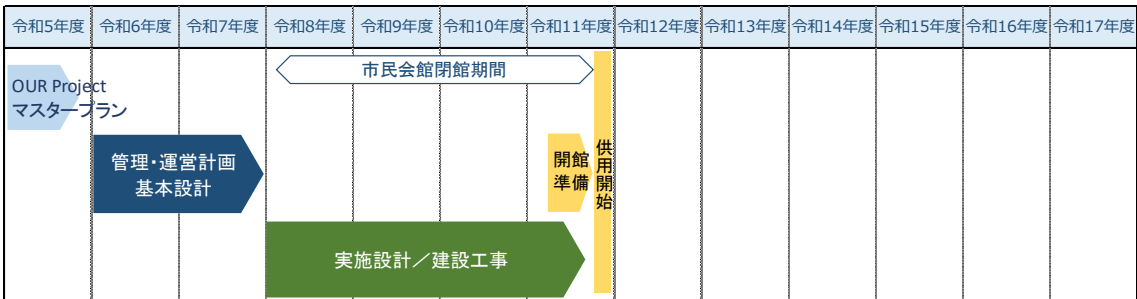 令和5年度 令和6年度 令和7年度 令和8年度 令和9年度 令和10年度 令和11年度 令和12年度 令和13年度 令和14年度 令和15年度 令和16年度 令和17年度
市民会館閉館期間
OUR Project
マスタープラン
管理・運営計画
基本設計
開館
準備
供用開始
実施設計／建設工事